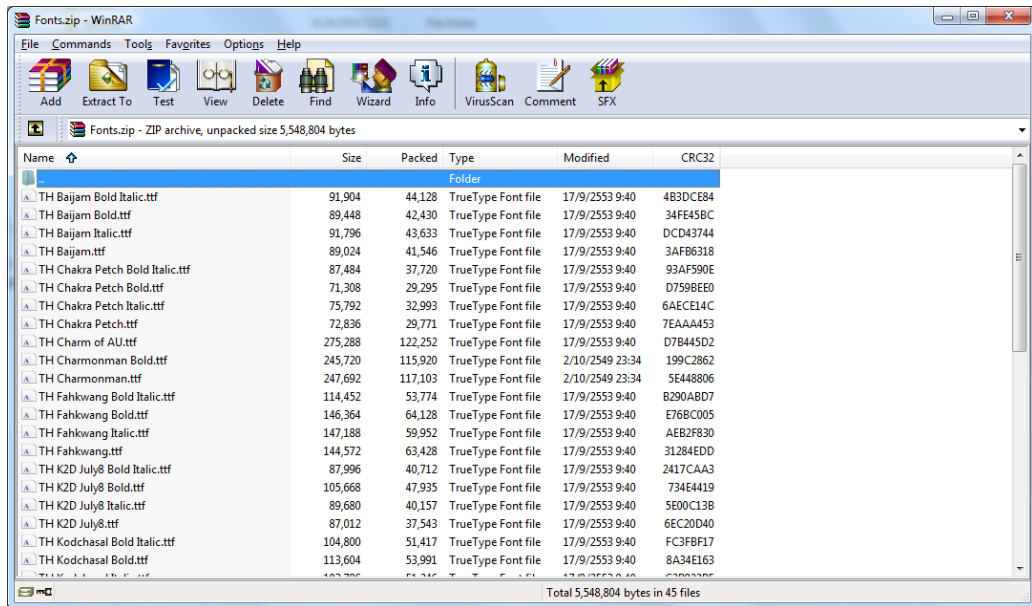 Fonts.zip - WinRAR
File Commands Tools Favorites Options Help
Add Extract To Test View Delete Find Wizard Info VirusScan Comment SFX
Fonts.zip - ZIP archive, unpacked size 5,548,804 bytes
Name Size Packed Type Modified CRC32
.. Folder
TH Baijam Bold Italic.ttf 91,904 44,128 TrueType Font file 17/9/2553 9:40 4B3DCE84
TH Baijam Bold.ttf 89,448 42,430 TrueType Font file 17/9/2553 9:40 34FE45BC
TH Baijam Italic.ttf 91,796 43,633 TrueType Font file 17/9/2553 9:40 DCD43744
TH Baijam.ttf 89,024 41,546 TrueType Font file 17/9/2553 9:40 3AFB6318
TH Chakra Petch Bold Italic.ttf 87,484 37,720 TrueType Font file 17/9/2553 9:40 93AF590E
TH Chakra Petch Bold.ttf 71,308 29,295 TrueType Font file 17/9/2553 9:40 D759BEE0
TH Chakra Petch Italic.ttf 75,792 32,993 TrueType Font file 17/9/2553 9:40 6AECE14C
TH Chakra Petch.ttf 72,836 29,771 TrueType Font file 17/9/2553 9:40 7EAAA453
TH Charm of AU.ttf 275,288 122,252 TrueType Font file 17/9/2553 9:40 D7B445D2
TH Charmonman Bold.ttf 245,720 115,920 TrueType Font file 2/10/2549 23:34 199C2862
TH Charmonman.ttf 247,692 117,103 TrueType Font file 2/10/2549 23:34 5E448806
TH Fahkwang Bold Italic.ttf 114,452 53,774 TrueType Font file 17/9/2553 9:40 B290ABD7
TH Fahkwang Bold.ttf 146,364 64,128 TrueType Font file 17/9/2553 9:40 E76BC005
TH Fahkwang Italic.ttf 147,188 59,952 TrueType Font file 17/9/2553 9:40 AEB2F830
TH Fahkwang.ttf 144,572 63,428 TrueType Font file 17/9/2553 9:40 31284EDD
TH K2D July8 Bold Italic.ttf 87,996 40,712 TrueType Font file 17/9/2553 9:40 2417CAA3
TH K2D July8 Bold.ttf 105,668 47,935 TrueType Font file 17/9/2553 9:40 734E4419
TH K2D July8 Italic.ttf 89,680 40,157 TrueType Font file 17/9/2553 9:40 5E00C13B
TH K2D July8.ttf 87,012 37,543 TrueType Font file 17/9/2553 9:40 6EC20D40
TH Kodchasal Bold Italic.ttf 104,800 51,417 TrueType Font file 17/9/2553 9:40 FC3FBF17
TH Kodchasal Bold.ttf 113,604 53,991 TrueType Font file 17/9/2553 9:40 8A34E163
Total 5,548,804 bytes in 45 files